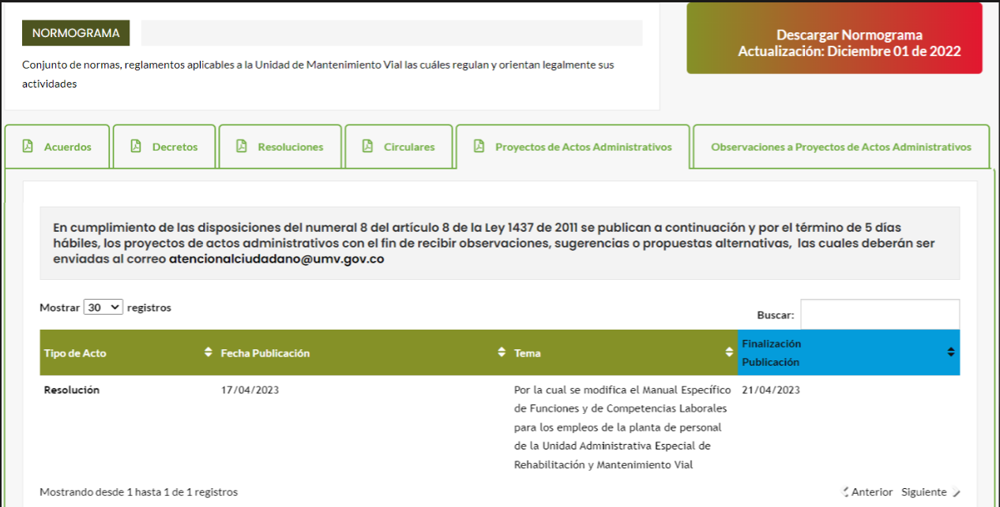 NORMOGRAMA
Conjunto de normas, reglamentos aplicables a la Unidad de Mantenimiento Vial las cuáles regulan y orientan legalmente sus
actividades
Descargar Normograma
Actualización: Diciembre 01 de 2022
Acuerdos
Decretos
Resoluciones
Circulares
Proyectos de Actos Administrativos
Observaciones a Proyectos de Actos Administrativos
En cumplimiento de las disposiciones del numeral 8 del artículo 8 de la Ley 1437 de 2011 se publican a continuación y por el término de 5 días
hábiles, los proyectos de actos administrativos con el fin de recibir observaciones, sugerencias o propuestas alternativas, las cuales deberán ser
enviadas al correo atencionalciudadano@umv.gov.co
Mostrar 30 registros
Buscar:
Tipo de Acto
Fecha Publicación
Tema
Finalización
Publicación
Resolución
17/04/2023
Por la cual se modifica el Manual Específico
de Funciones y de Competencias Laborales
para los empleos de la planta de personal
de la Unidad Administrativa Especial de
Rehabilitación y Mantenimiento Vial
21/04/2023
Mostrando desde 1 hasta 1 de 1 registros
Anterior Siguiente